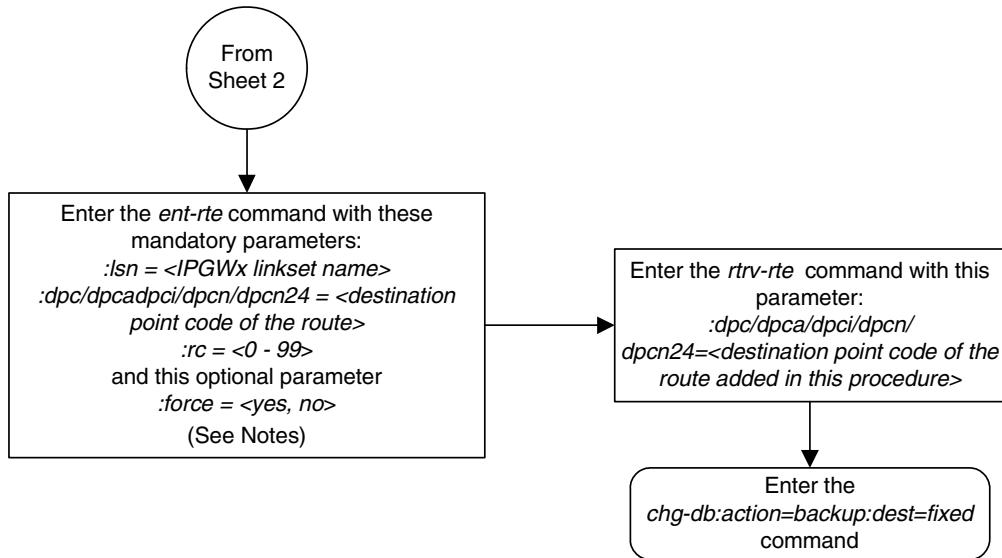 From
Sheet 2
Enter the ent-rte command with these
mandatory parameters:
:lsn = <IPGWx linkset name>
:dpc/dpcadpci/dpcn/dpcn24 = <destination
point code of the route>
:rc = <0 - 99>
and this optional parameter
:force = <yes, no>
(See Notes)
Enter the rtrv-rte command with this
parameter:
:dpc/dpca/dpci/dpcn/
dpcn24=<destination point code of the
route added in this procedure>
Enter the
chg-db:action=backup:dest=fixed
command